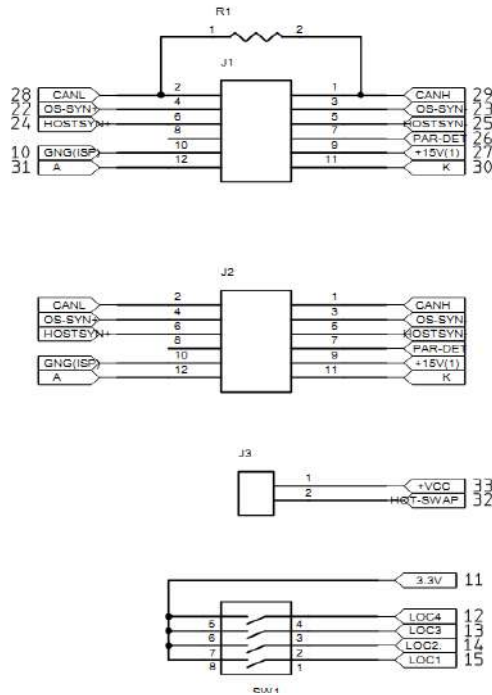 R1
1 2
J1
28 CANL 2 1 CANH 29
22 OS-SYN+ 4 3 OS-SYN- 23
24 HOSTSYN+ 6 5 HOSTSYN- 25
8 7 PAR-DET 26
10 GNG(ISP) 10 9 +15V(1) 27
31 A 12 11 K 30
J2
CANL 2 1 CANH
OS-SYN+ 4 3 OS-SYN-
HOSTSYN+ 6 5 HOSTSYN-
8 7 PAR-DET
GNG(ISP) 10 9 +15V(1)
A 12 11 K
J3
1 +VCC 33
2 HOT-SWAP 32
3.3V 11
5 4 LOC4 12
6 3 LOC3 13
7 2 LOC2. 14
8 1 LOC1 15
SW1